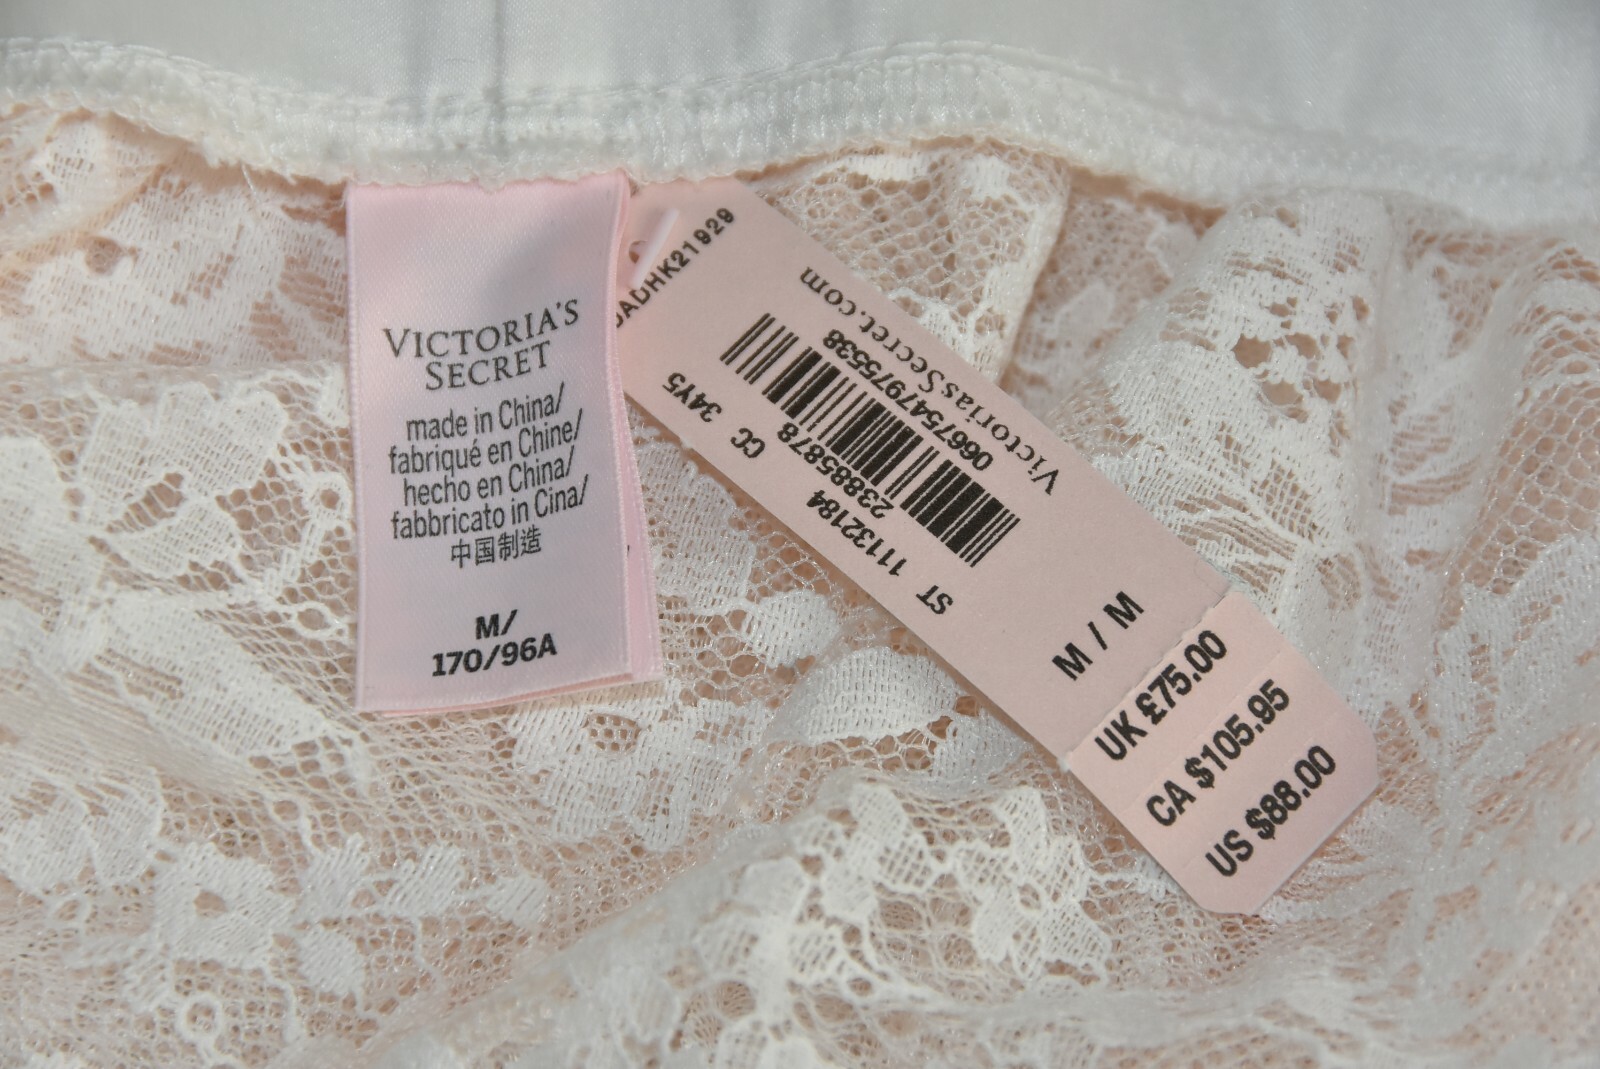 VICTORIA'S
SECRET
made in China/
fabriqué en Chine/
hecho en China/
fabbricato in Cina/
中国制造
M/
170/96A
ADHK21929
VictoriasSecret.com
0667547975538
23885878
ST 11132184 CC 34Y5
M / M
UK £75.00
CA $105.95
US $88.00